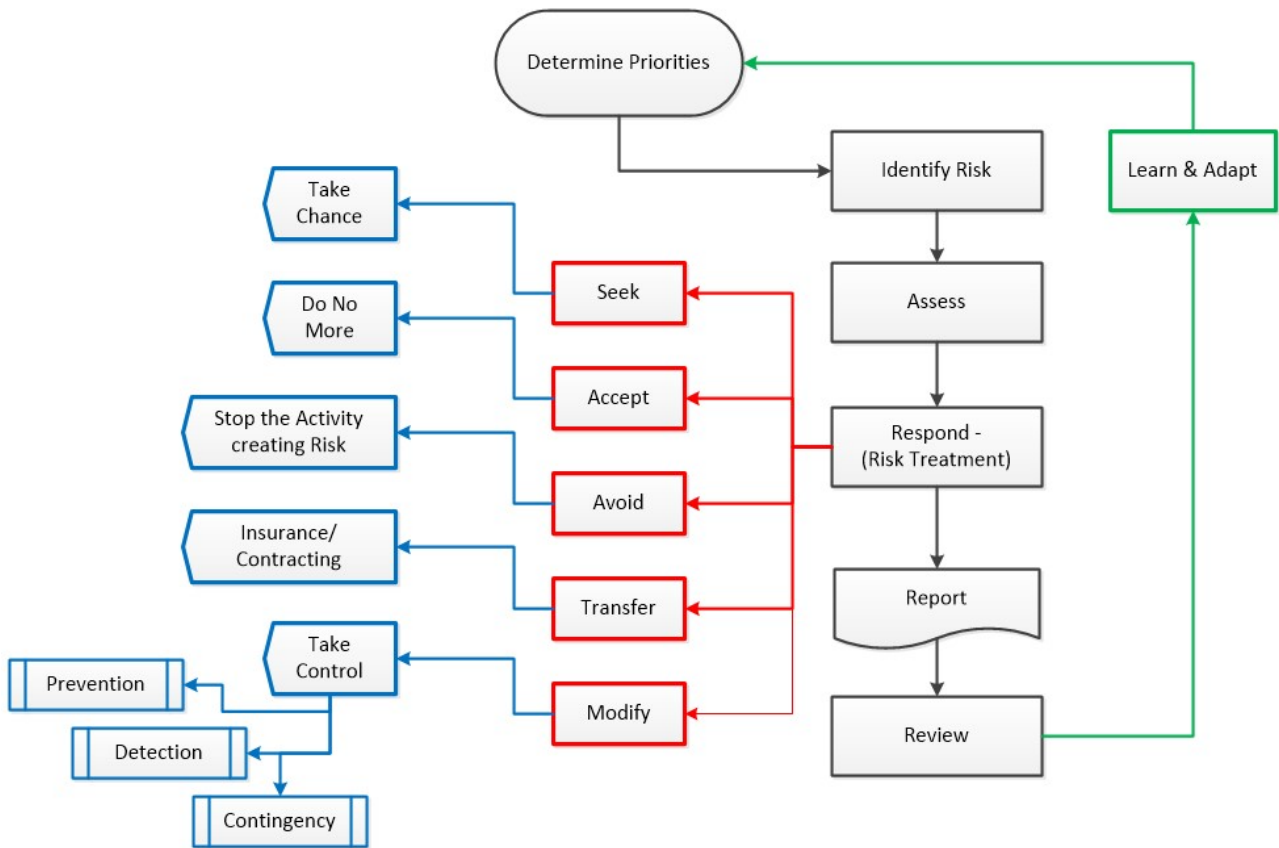 Determine Priorities
Identify Risk
Learn & Adapt
Take
Chance
Seek
Assess
Do No
More
Accept
Stop the Activity
creating Risk
Respond -
(Risk Treatment)
Avoid
Insurance/
Contracting
Transfer
Report
Take
Control
Prevention
Modify
Review
Detection
Contingency